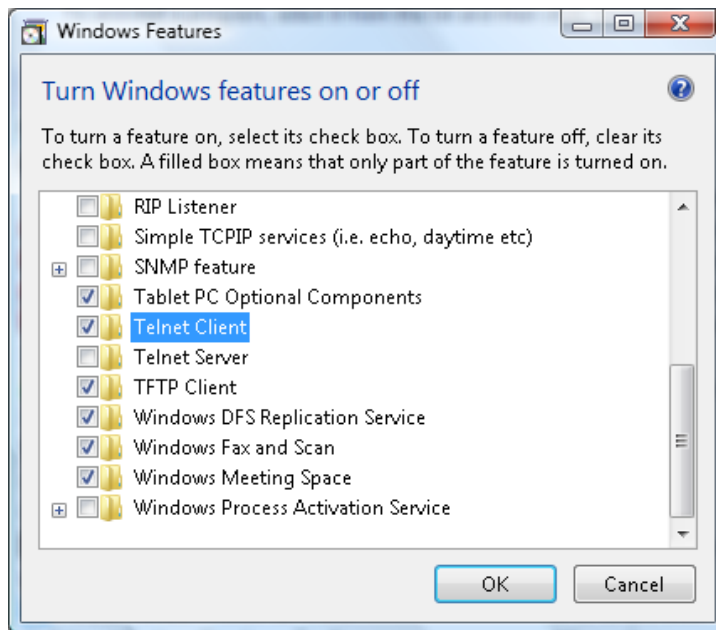 Windows Features
Turn Windows features on or off
To turn a feature on, select its check box. To turn a feature off, clear its
check box. A filled box means that only part of the feature is turned on.
RIP Listener
Simple TCPIP services (i.e. echo, daytime etc)
SNMP feature
Tablet PC Optional Components
Telnet Client
Telnet Server
TFTP Client
Windows DFS Replication Service
Windows Fax and Scan
Windows Meeting Space
Windows Process Activation Service
OK Cancel